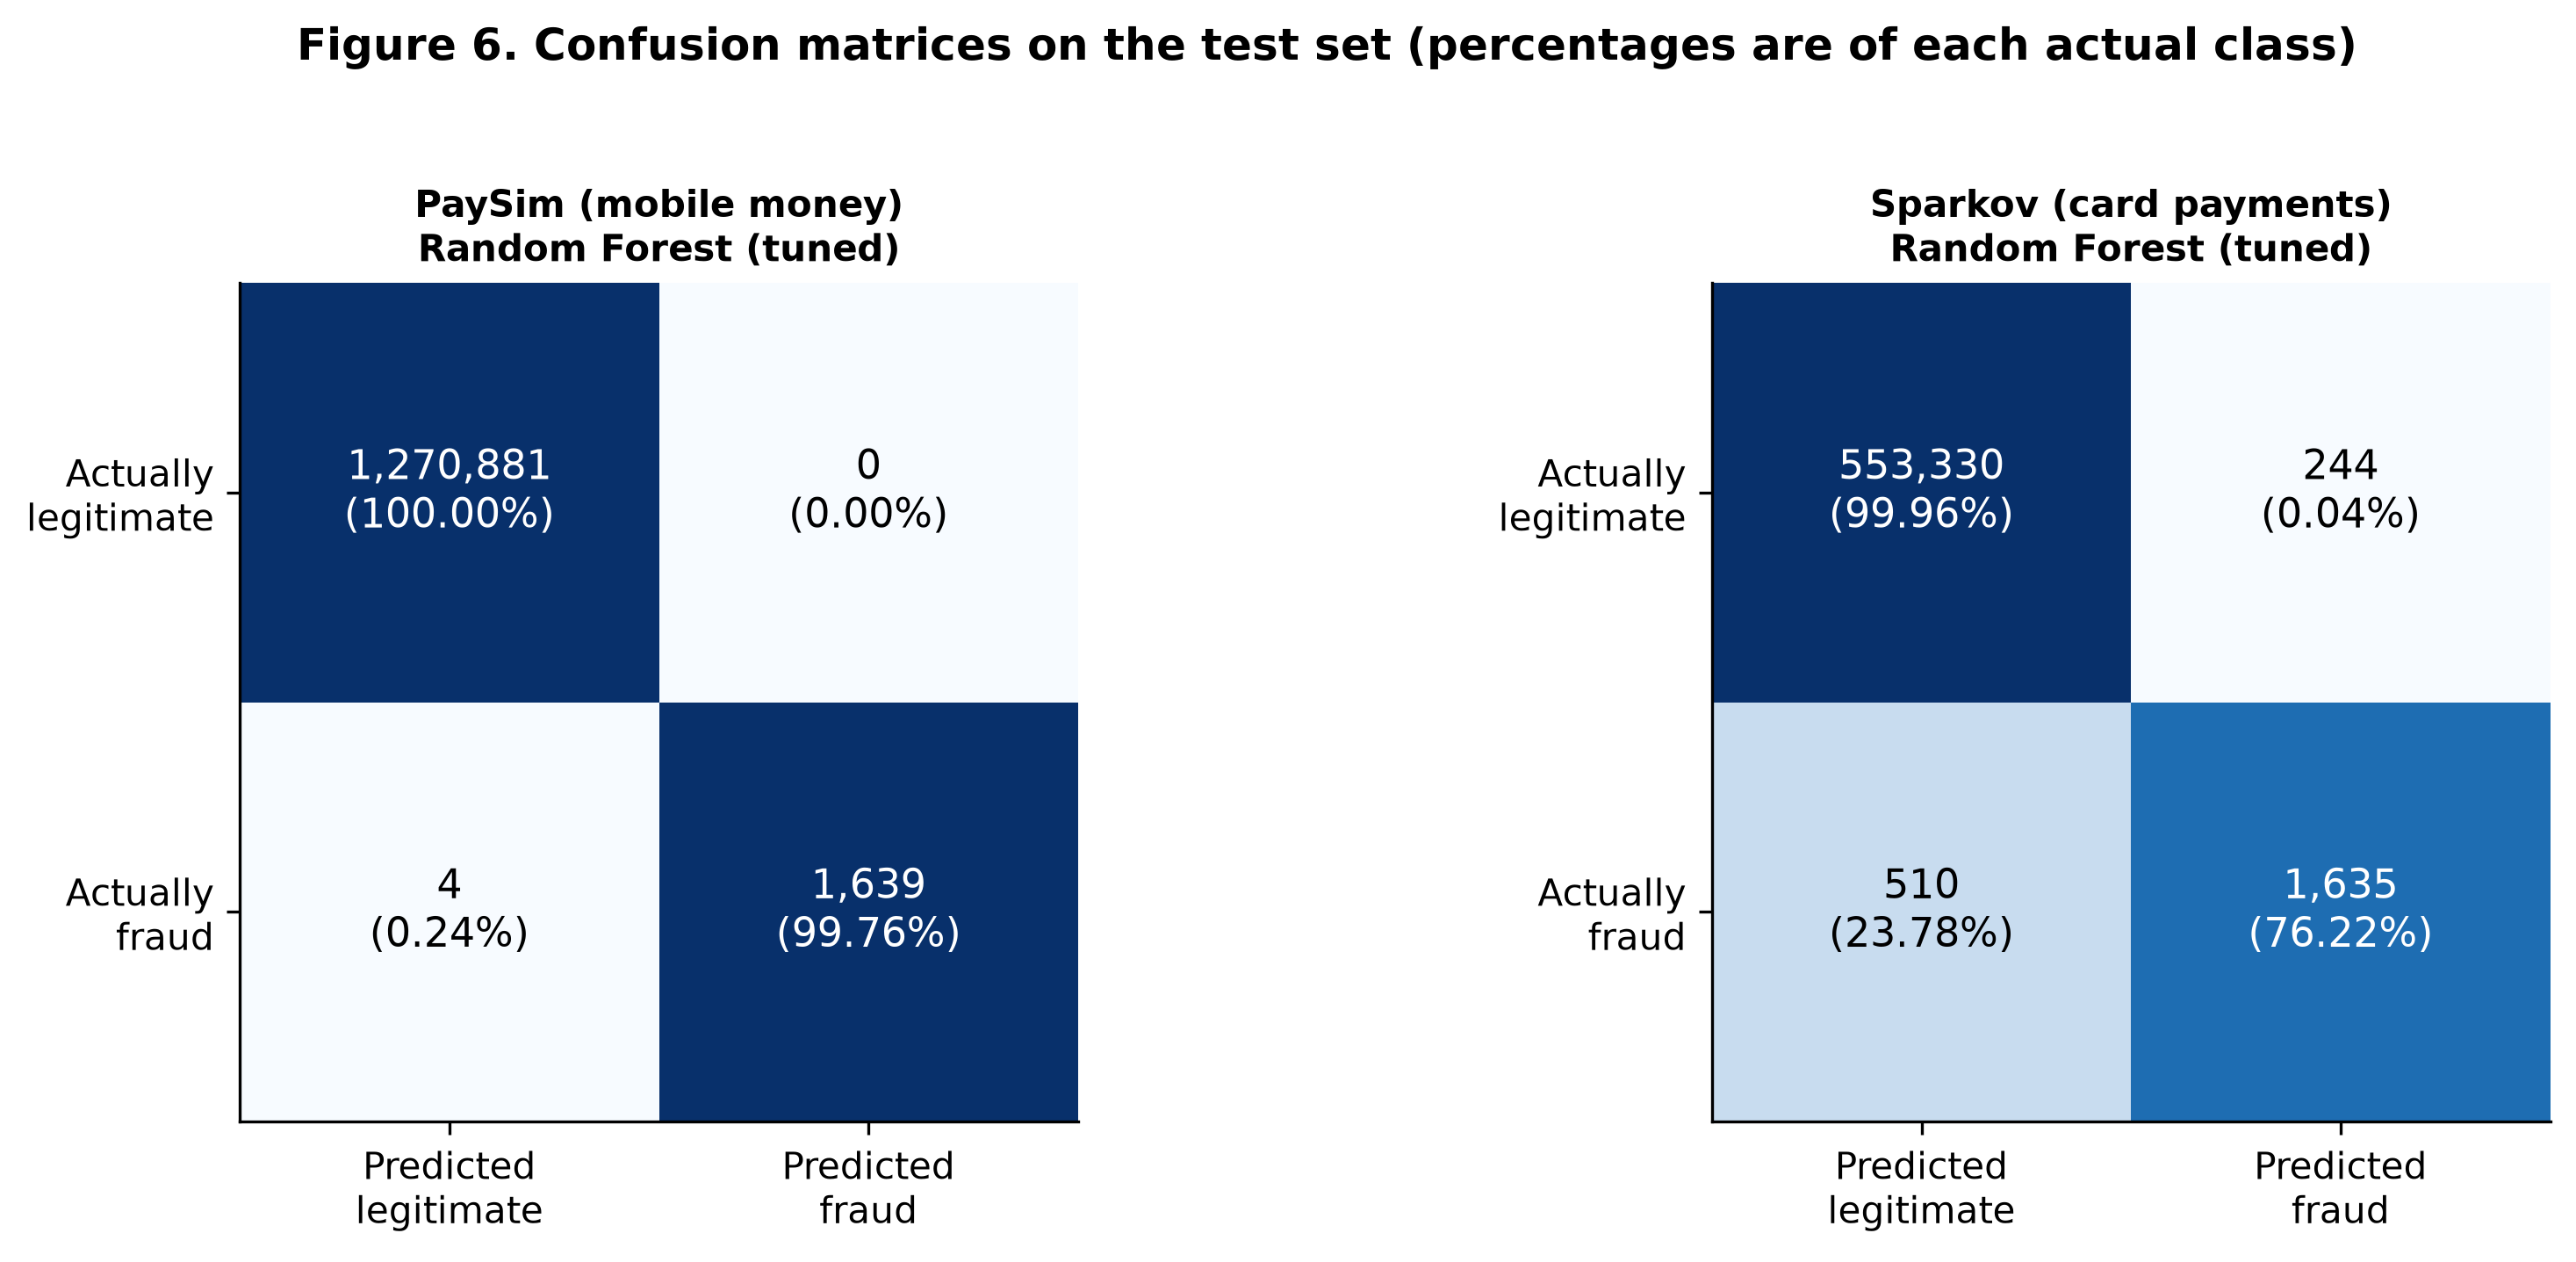 Figure 6. Confusion matrices on the test set (percentages are of each actual class)
PaySim (mobile money)
Random Forest (tuned)
Actually
legitimate
1,270,881
(100.00%)
0
(0.00%)
Actually
fraud
4
(0.24%)
1,639
(99.76%)
Predicted
legitimate
Predicted
fraud
Sparkov (card payments)
Random Forest (tuned)
Actually
legitimate
553,330
(99.96%)
244
(0.04%)
Actually
fraud
510
(23.78%)
1,635
(76.22%)
Predicted
legitimate
Predicted
fraud